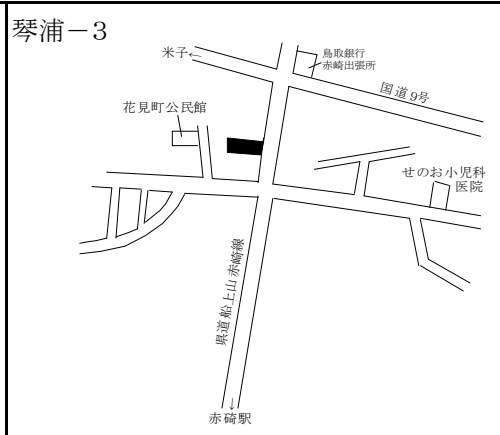 琴浦－3
米子←
鳥取銀行
赤崎出張所
国道9号
花見町公民館
せのお小児科
医院
県道船上山赤崎線
↓
赤碕駅